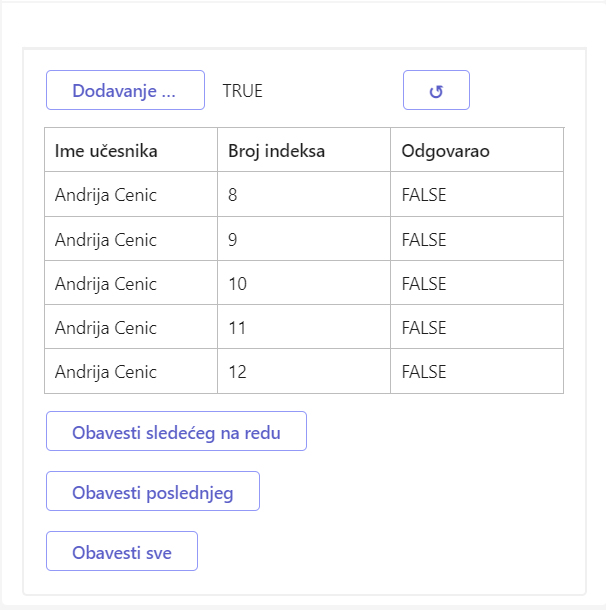 Dodavanje ... TRUE ↺
Ime učesnika Broj indeksa Odgovarao
Andrija Cenic 8 FALSE
Andrija Cenic 9 FALSE
Andrija Cenic 10 FALSE
Andrija Cenic 11 FALSE
Andrija Cenic 12 FALSE
Obavesti sledećeg na redu
Obavesti poslednjeg
Obavesti sve